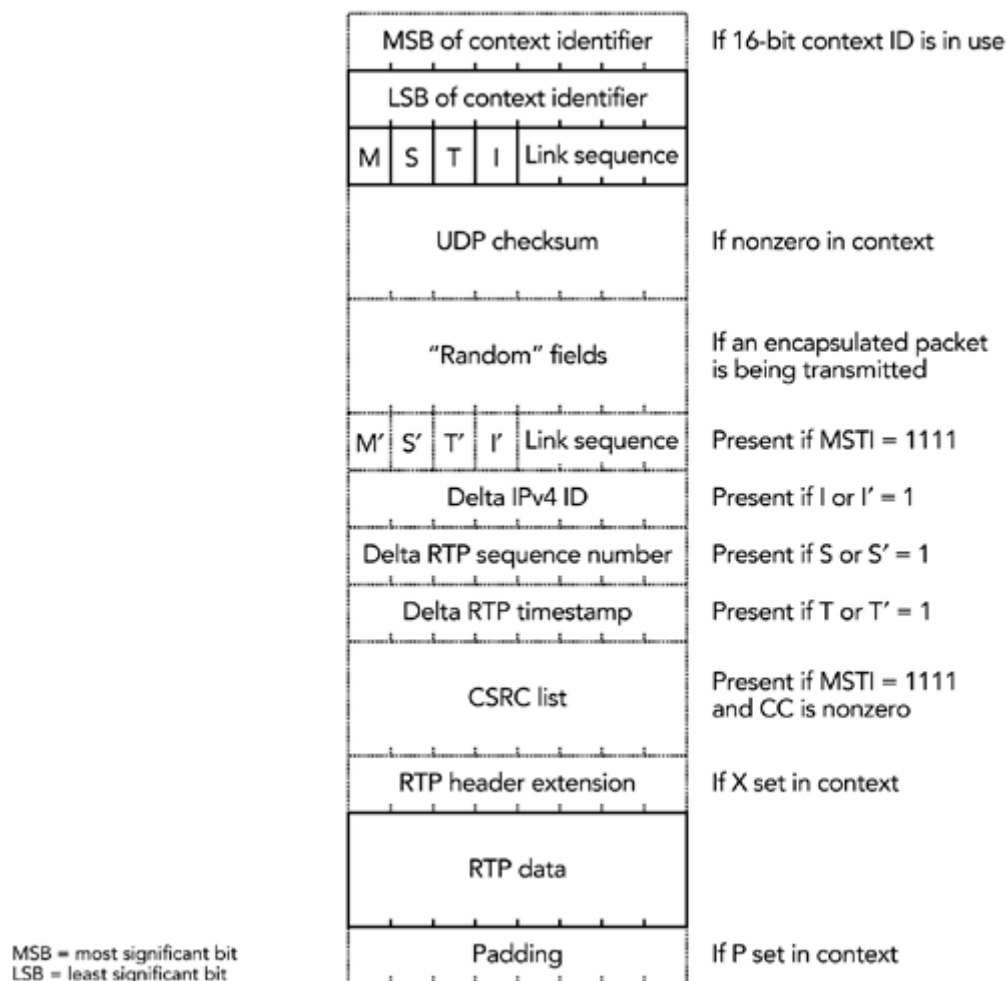 MSB of context identifier If 16-bit context ID is in use
LSB of context identifier
M S T I Link sequence
UDP checksum If nonzero in context
If an encapsulated packet
“Random” fields
is being transmitted
M′ S′ T′ I′ Link sequence Present if MSTI = 1111
Delta IPv4 ID Present if I or I′ = 1
Delta RTP sequence number Present if S or S′ = 1
Delta RTP timestamp Present if T or T′ = 1
CSRC list Present if MSTI = 1111
and CC is nonzero
RTP header extension If X set in context
RTP data
Padding If P set in context
MSB = most significant bit
LSB = least significant bit